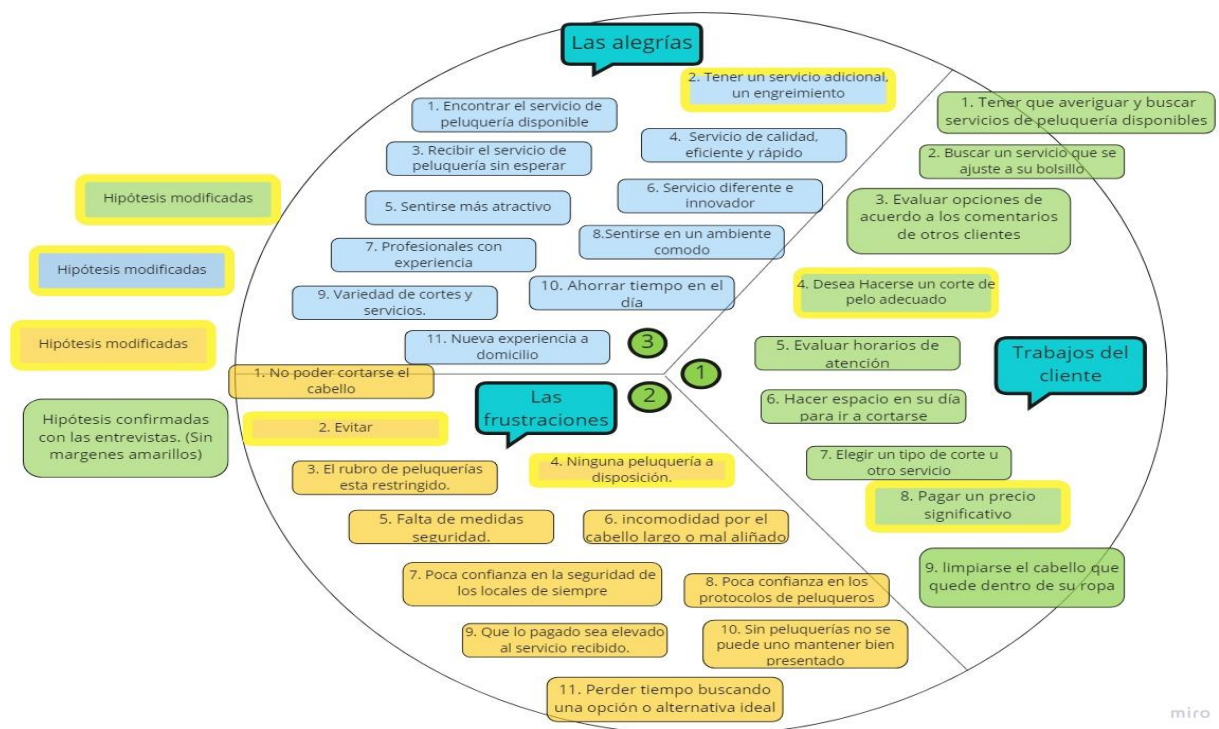 Las alegrías
2. Tener un servicio adicional,
un engreimiento
1. Encontrar el servicio de
peluquería disponible
3. Recibir el servicio de
peluquería sin esperar
4. Servicio de calidad,
eficiente y rápido
5. Sentirse más atractivo
6. Servicio diferente e
innovador
7. Profesionales con
experiencia
8.Sentirse en un ambiente
comodo
9. Variedad de cortes y
servicios.
10. Ahorrar tiempo en el
día
11. Nueva experiencia a
domicilio
3
1
2
1. Tener que averiguar y buscar
servicios de peluquería disponibles
2. Buscar un servicio que se
ajuste a su bolsillo
3. Evaluar opciones de
acuerdo a los comentarios
de otros clientes
4. Desea Hacerse un corte de
pelo adecuado
5. Evaluar horarios de
atención
Trabajos del
cliente
6. Hacer espacio en su día
para ir a cortarse
7. Elegir un tipo de corte u
otro servicio
8. Pagar un precio
significativo
9. limpiarse el cabello que
quede dentro de su ropa
Hipótesis modificadas
Hipótesis modificadas
Hipótesis modificadas
Hipótesis confirmadas
con las entrevistas. (Sin
margenes amarillos)
Las
frustraciones
1. No poder cortarse el
cabello
2. Evitar
3. El rubro de peluquerías
esta restringido.
4. Ninguna peluquería a
disposición.
5. Falta de medidas
seguridad.
6. incomodidad por el
cabello largo o mal aliñado
7. Poca confianza en la seguridad de
los locales de siempre
8. Poca confianza en los
protocolos de peluqueros
9. Que lo pagado sea elevado
al servicio recibido.
10. Sin peluquerías no se
puede uno mantener bien
presentado
11. Perder tiempo buscando
una opción o alternativa ideal
miro